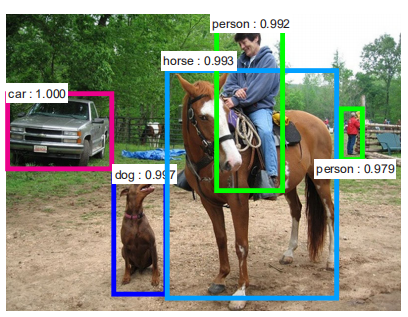 person : 0.992
horse : 0.993
car : 1.000
dog : 0.997
person : 0.979